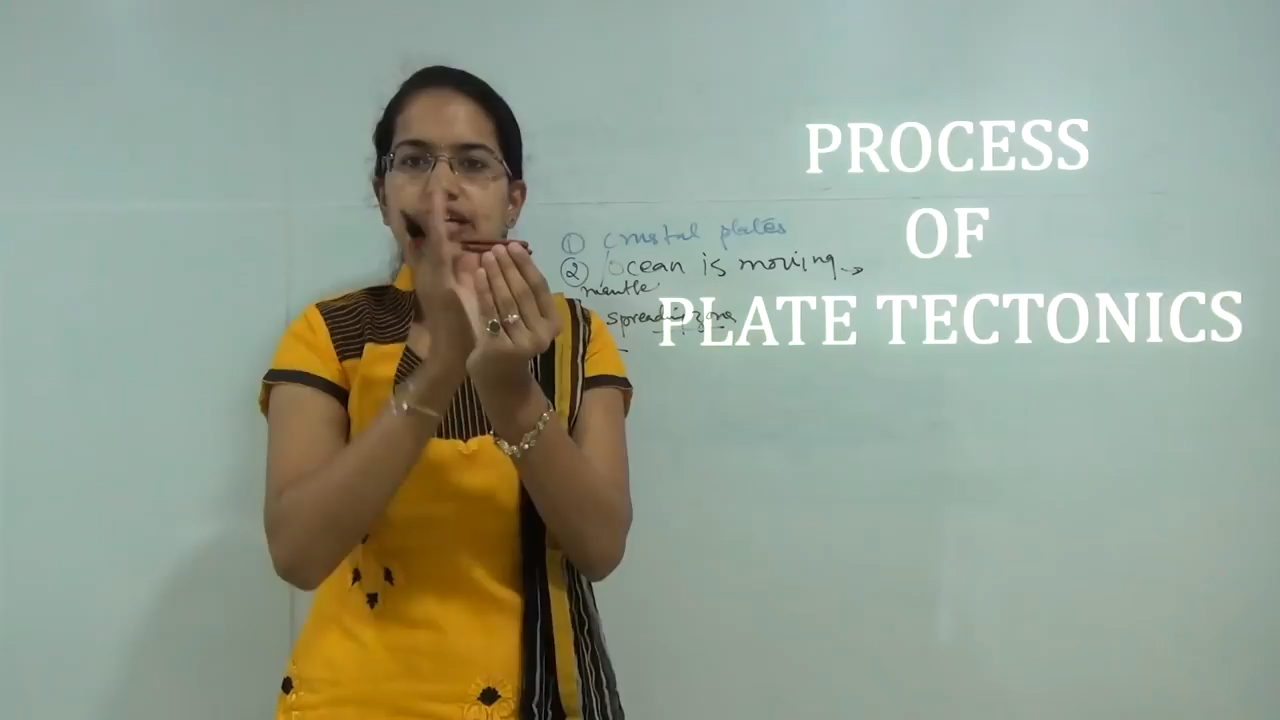 PROCESS
OF
PLATE TECTONICS
① crustal plates
② ocean is moving
mantle
spreading zone